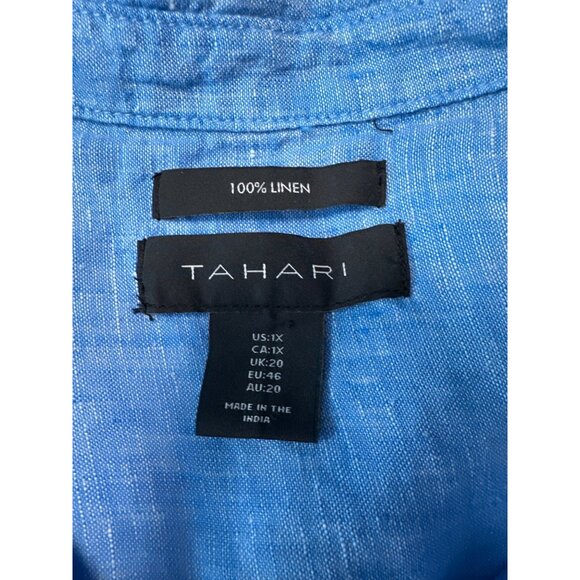 100% LINEN
TAHARI
US:1X
CA:1X
UK:20
EU:46
AU:20
MADE IN THE
INDIA